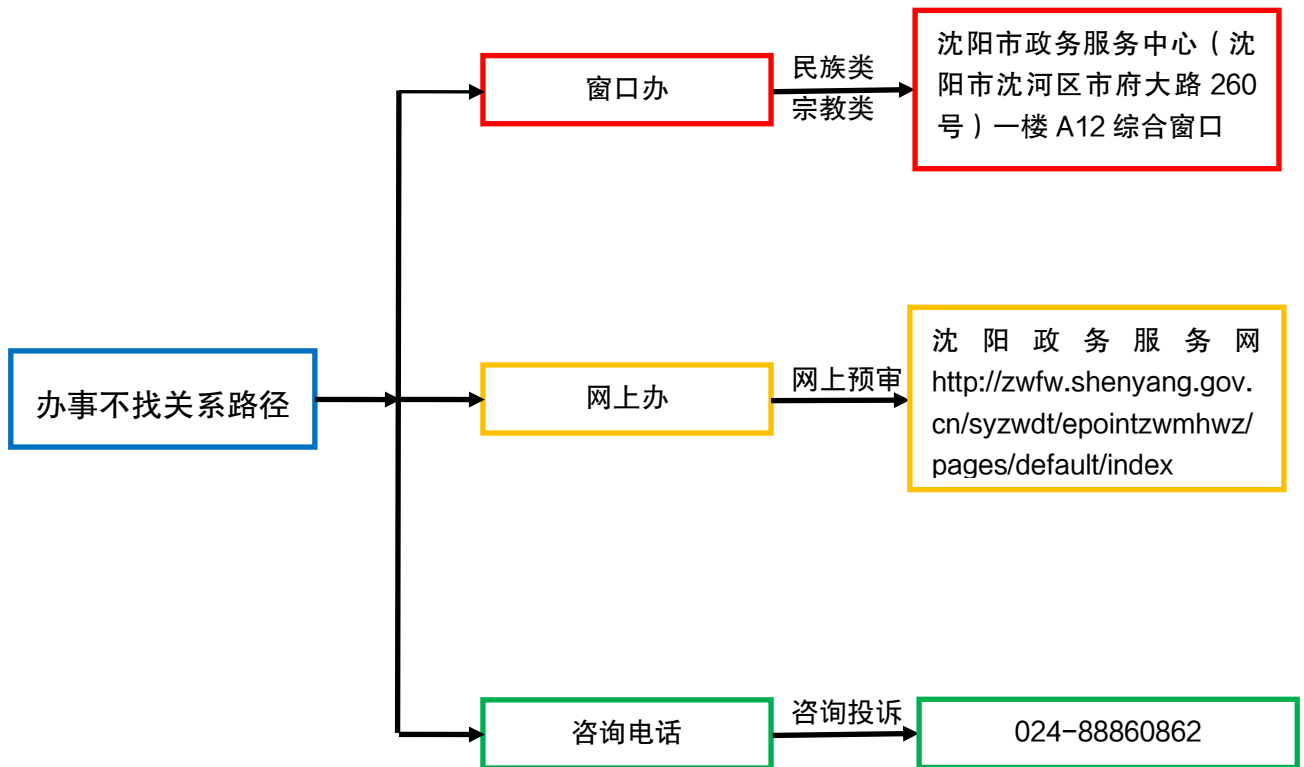 办事不找关系路径
窗口办
民族类
宗教类
沈阳市政务服务中心（沈
阳市沈河区市府大路 260
号）一楼 A12 综合窗口
网上办
网上预审
沈阳政务服务网
http://zwfw.shenyang.gov.
cn/syzwdt/epointzwmhwz/
pages/default/index
咨询电话
咨询投诉
024-88860862